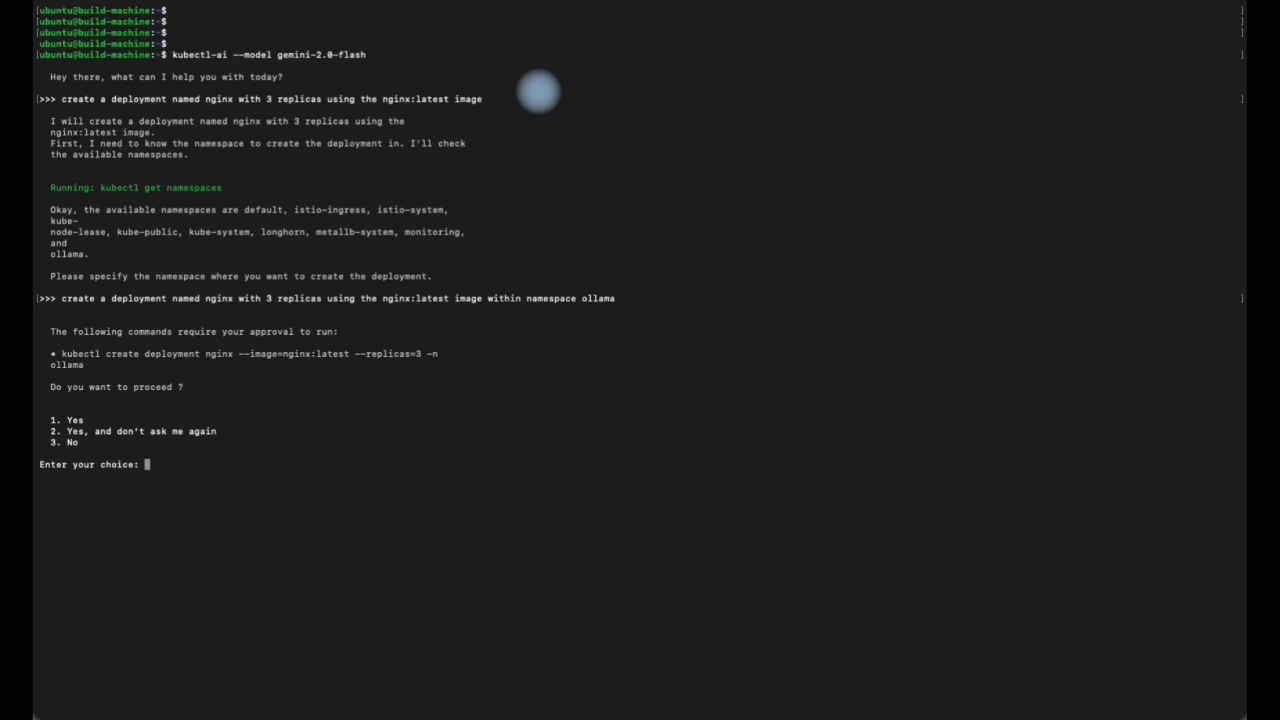 [ubuntu@build-machine:~$ ]
[ubuntu@build-machine:~$ ]
[ubuntu@build-machine:~$ ]
ubuntu@build-machine:~$
[ubuntu@build-machine:~$ kubectl-ai --model gemini-2.0-flash ]
Hey there, what can I help you with today?
[>>> create a deployment named nginx with 3 replicas using the nginx:latest image ]
I will create a deployment named nginx with 3 replicas using the
nginx:latest image.
First, I need to know the namespace to create the deployment in. I'll check
the available namespaces.
Running: kubectl get namespaces
Okay, the available namespaces are default, istio-ingress, istio-system,
kube-
node-lease, kube-public, kube-system, longhorn, metallb-system, monitoring,
and
ollama.
Please specify the namespace where you want to create the deployment.
[>>> create a deployment named nginx with 3 replicas using the nginx:latest image within namespace ollama ]
The following commands require your approval to run:
• kubectl create deployment nginx --image=nginx:latest --replicas=3 -n
ollama
Do you want to proceed ?
1. Yes
2. Yes, and don't ask me again
3. No
Enter your choice: